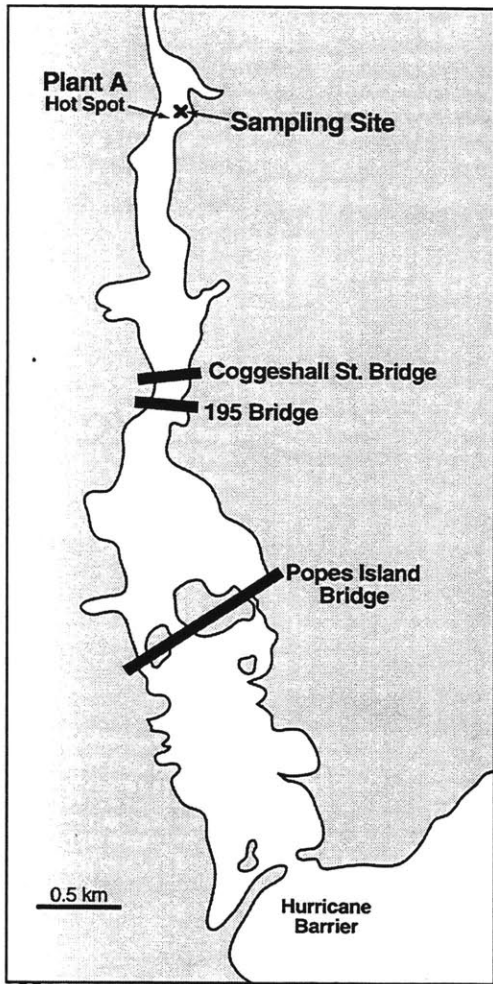 Plant A
Hot Spot
Sampling Site
Coggeshall St. Bridge
195 Bridge
Popes Island
Bridge
0.5 km
Hurricane
Barrier